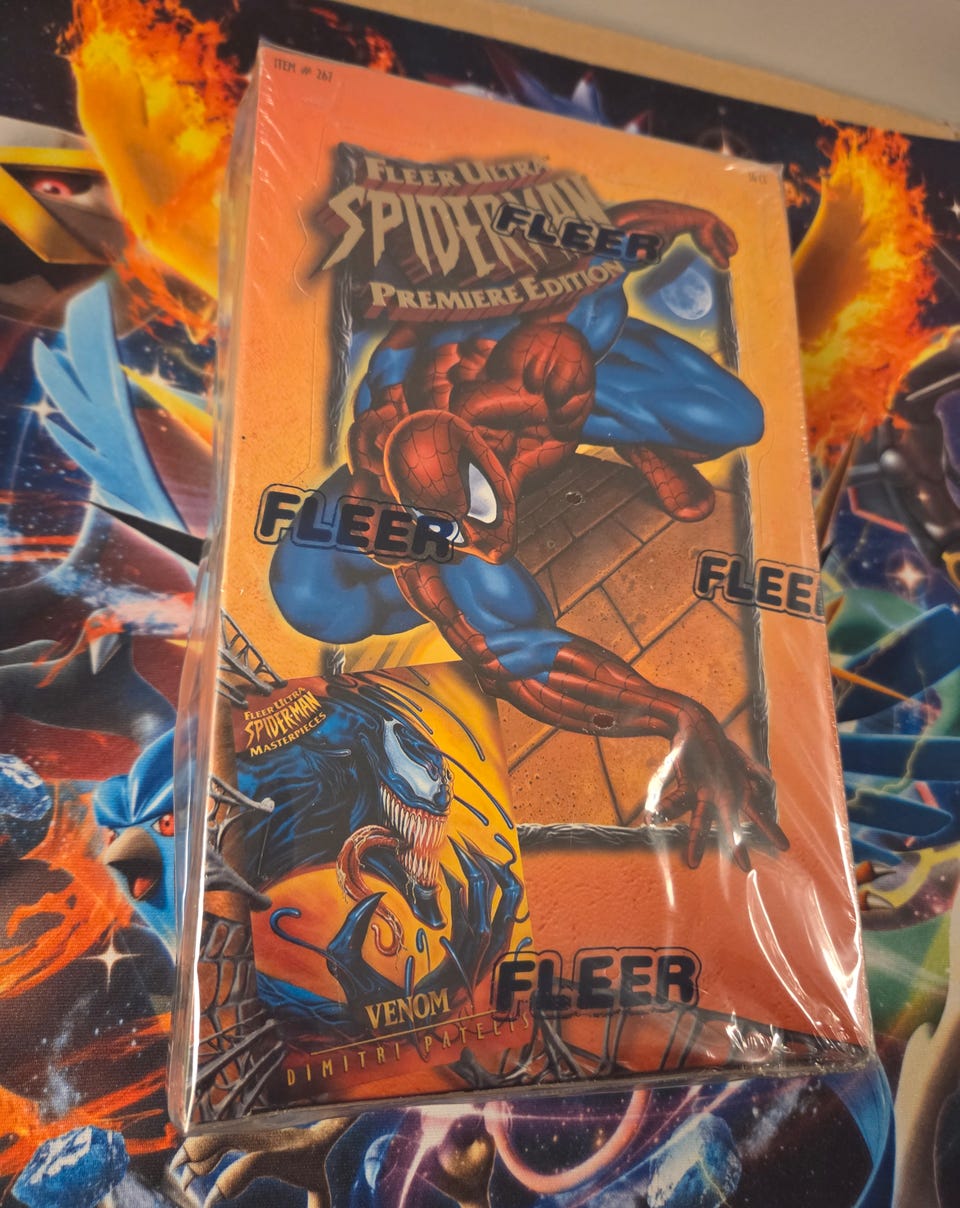 ITEM # 267
FLEER ULTRA
SPIDER-MAN
PREMIERE EDITION
FLEER
FLEER
FLEE
FLEER ULTRA
SPIDER-MAN
MASTERPIECES
FLEER
VENOM
DIMITRI PATELIS